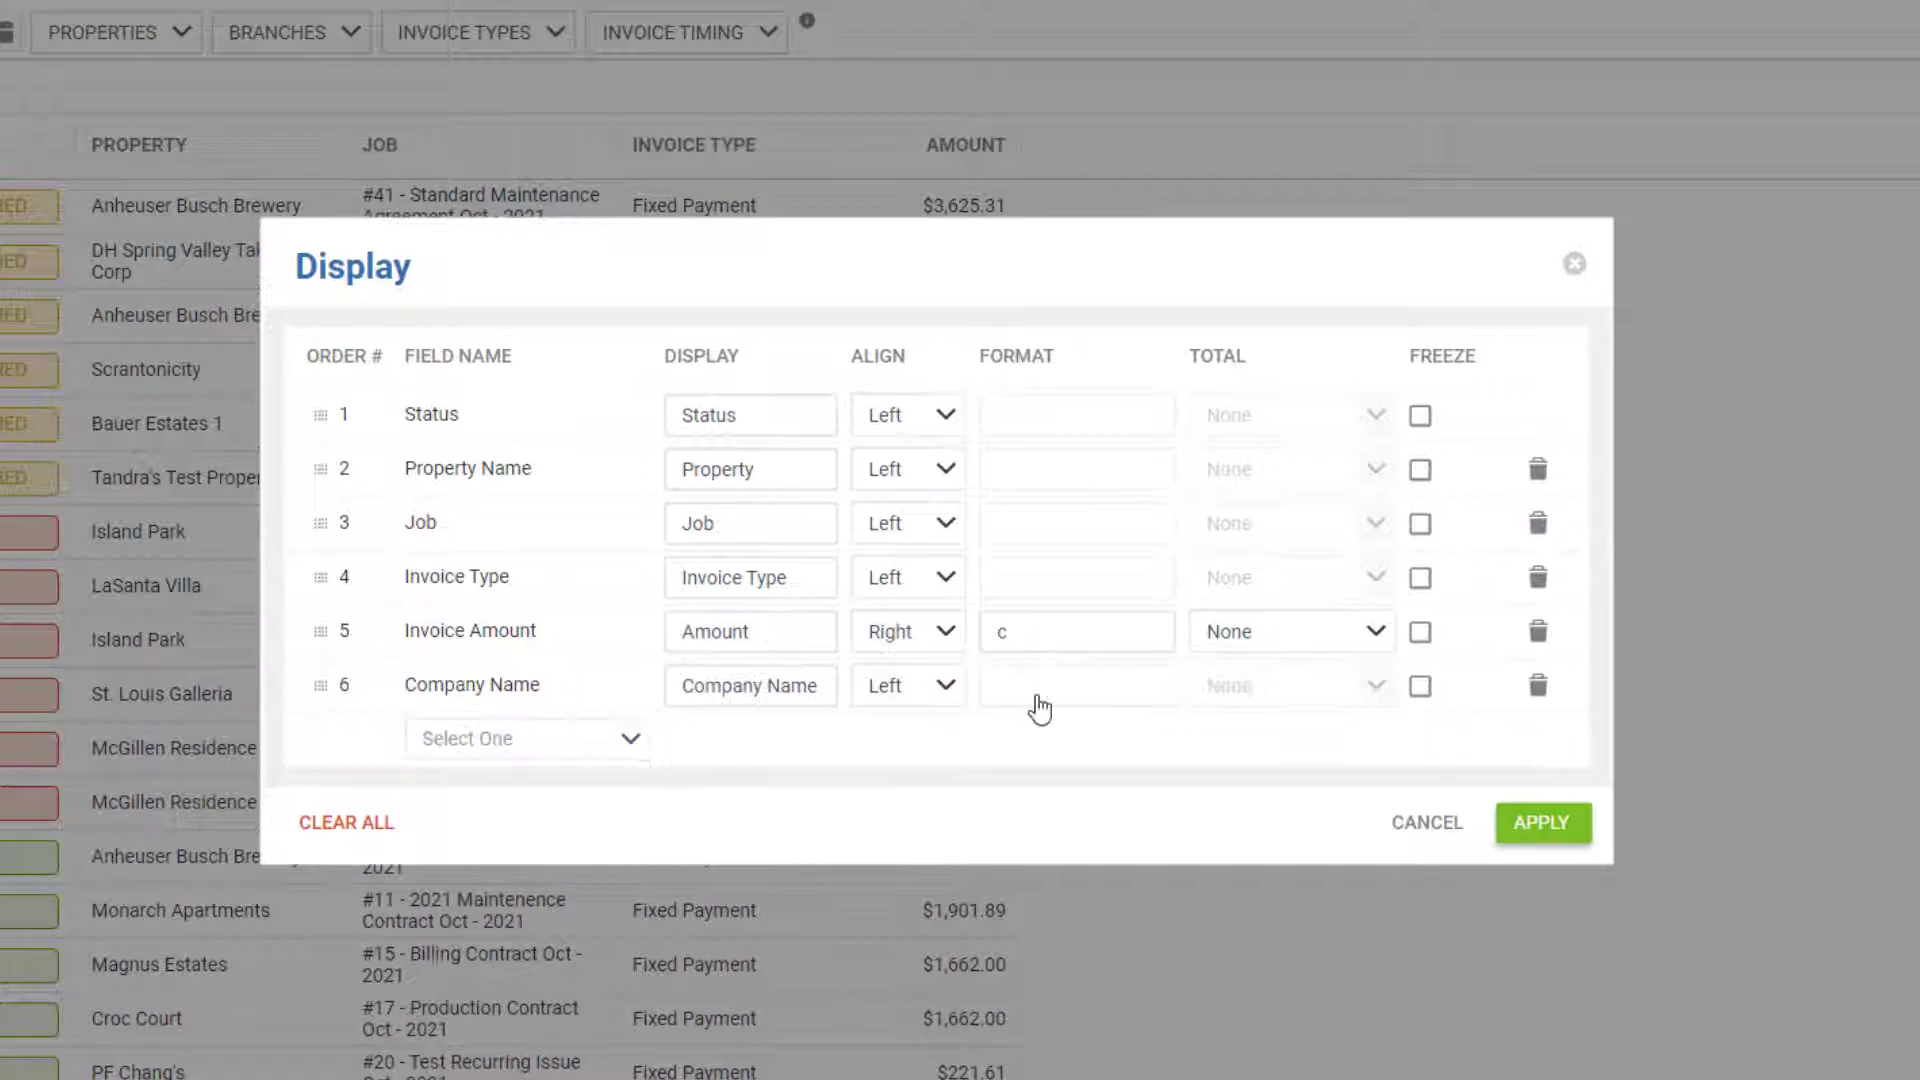 PROPERTIES
BRANCHES
INVOICE TYPES
INVOICE TIMING
PROPERTY JOB INVOICE TYPE AMOUNT
Anheuser Busch Brewery #41 - Standard Maintenance Fixed Payment $3,625.31
Agreement Oct - 2021
DH Spring Valley
Corp
Anheuser Busch Bre
Scrantonicity
Bauer Estates 1
Tandra's Test Proper
Island Park
LaSanta Villa
Island Park
St. Louis Galleria
McGillen Residence
McGillen Residence
Anheuser Busch Bre
2021
Monarch Apartments #11 - 2021 Maintenence Fixed Payment $1,901.89
Contract Oct - 2021
Magnus Estates #15 - Billing Contract Oct - Fixed Payment $1,662.00
2021
Croc Court #17 - Production Contract Fixed Payment $1,662.00
Oct - 2021
PF Chang's #20 - Test Recurring Issue Fixed Payment $221.61
Display
ORDER # FIELD NAME DISPLAY ALIGN FORMAT TOTAL FREEZE
1 Status Status Left None
2 Property Name Property Left None
3 Job Job Left None
4 Invoice Type Invoice Type Left None
5 Invoice Amount Amount Right c None
6 Company Name Company Name Left None
Select One
CLEAR ALL CANCEL APPLY